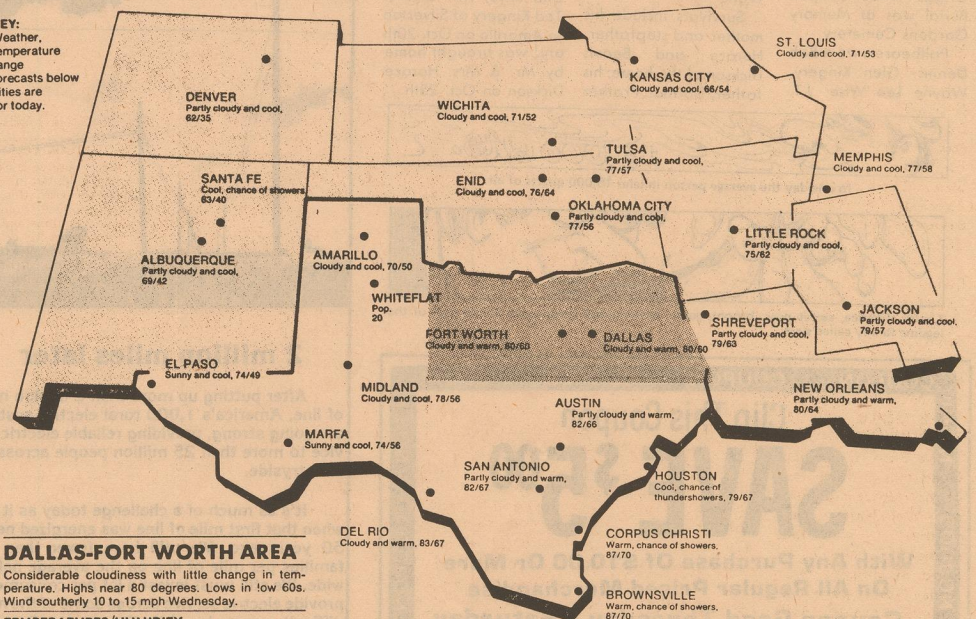 EY:
Weather,
emperature
ange
orecasts below
ities are
or today.
DENVER
Partly cloudy and cool,
62/35
WICHITA
Cloudy and cool, 71/52
KANSAS CITY
Cloudy and cool, 66/54
ST. LOUIS
Cloudy and cool, 71/53
SANTA FE
Cool, chance of showers
63/40
ENID
Cloudy and cool, 76/64
TULSA
Partly cloudy and cool,
77/57
MEMPHIS
Cloudy and cool, 77/58
OKLAHOMA CITY
Partly cloudy and cool,
77/56
LITTLE ROCK
Partly cloudy and cool,
75/62
ALBUQUERQUE
Partly cloudy and cool,
69/42
AMARILLO
Cloudy and cool, 70/50
WHITEFLAT
Pop.
20
FORT WORTH
Cloudy and warm, 80/60
DALLAS
Cloudy and warm, 80/60
SHREVEPORT
Partly cloudy and cool,
79/63
JACKSON
Partly cloudy and cool,
79/57
EL PASO
Sunny and cool, 74/49
MIDLAND
Cloudy and cool, 78/56
AUSTIN
Partly cloudy and warm,
82/66
NEW ORLEANS
Partly cloudy and warm,
80/64
MARFA
Sunny and cool, 74/56
SAN ANTONIO
Partly cloudy and warm,
82/67
HOUSTON
Cool, chance of
thundershowers, 79/67
DEL RIO
Cloudy and warm, 83/67
CORPUS CHRISTI
Warm, chance of showers,
87/70
BROWNSVILLE
Warm, chance of showers,
87/70
DALLAS-FORT WORTH AREA
Considerable cloudiness with little change in tem-
perature. Highs near 80 degrees. Lows in low 60s.
Wind southerly 10 to 15 mph Wednesday.